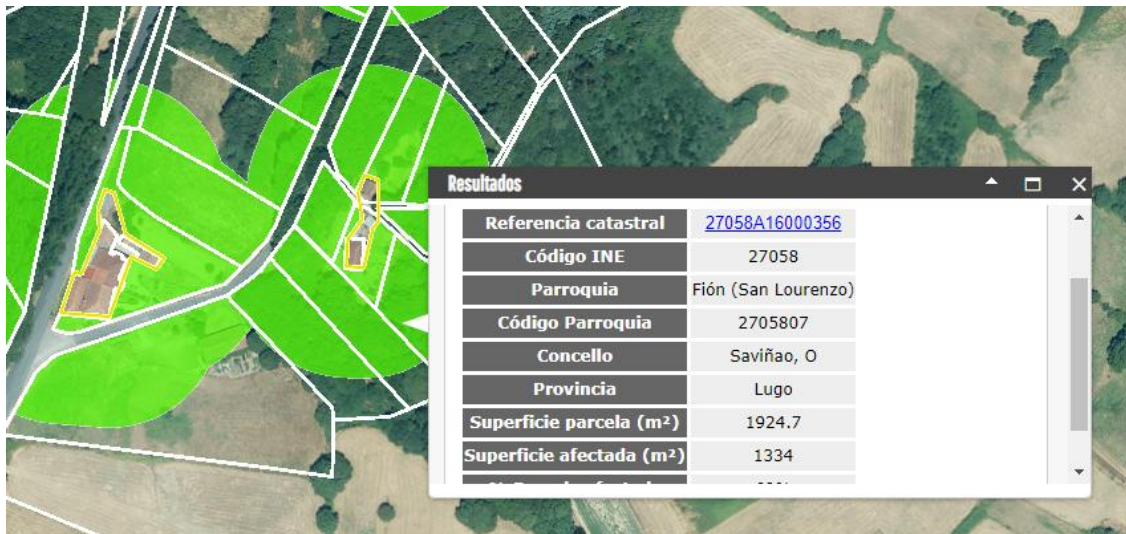 Resultados
Referencia catastral 27058A16000356
Código INE 27058
Parroquia Fión (San Lourenzo)
Código Parroquia 2705807
Concello Saviñao, O
Provincia Lugo
Superficie parcela (m²) 1924.7
Superficie afectada (m²) 1334